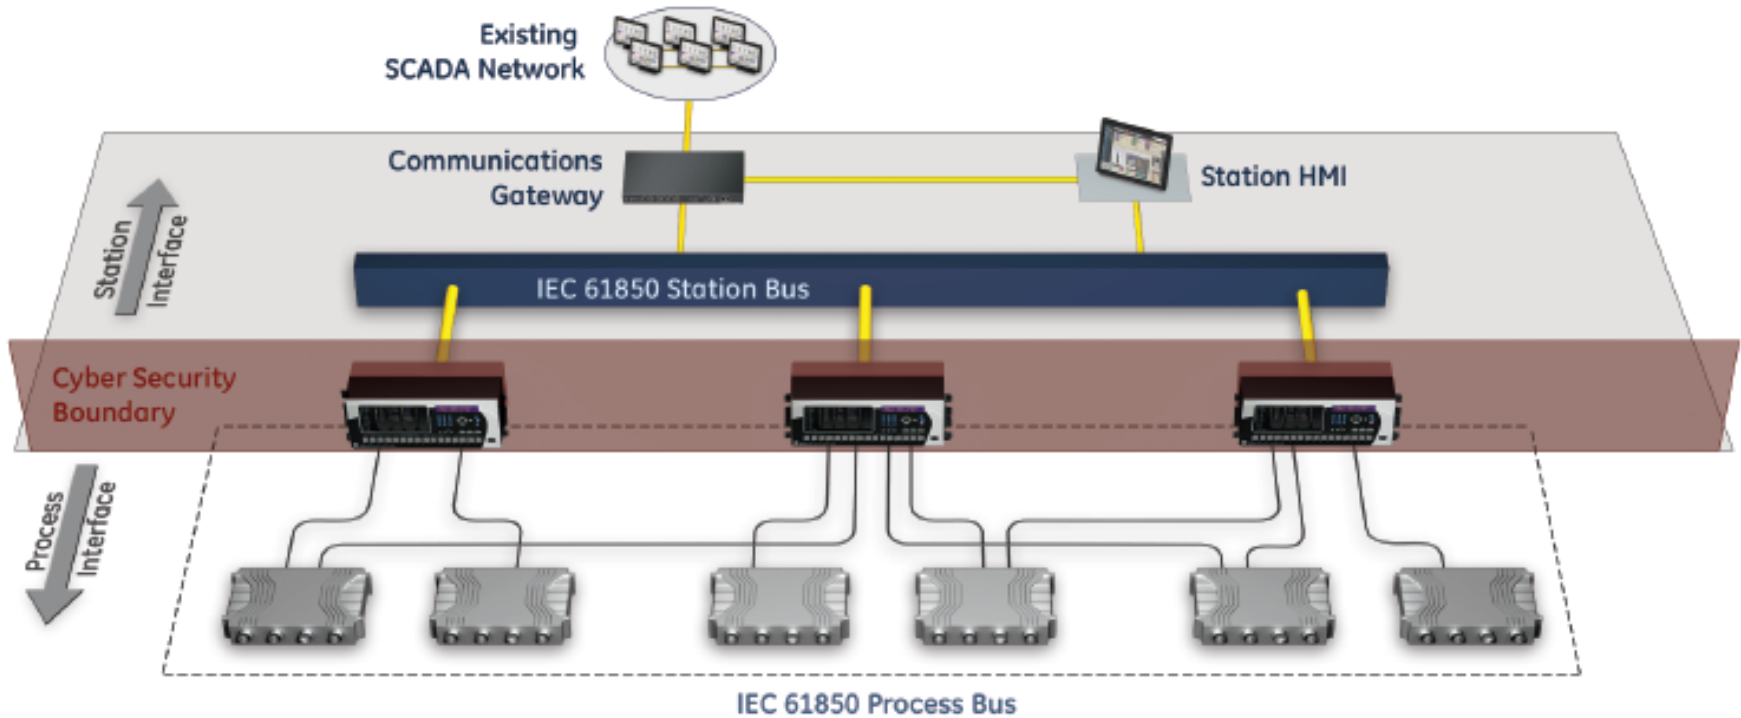 Existing
SCADA Network
Communications
Gateway
Station HMI
Station
Interface
IEC 61850 Station Bus
Cyber Security
Boundary
Process
Interface
IEC 61850 Process Bus